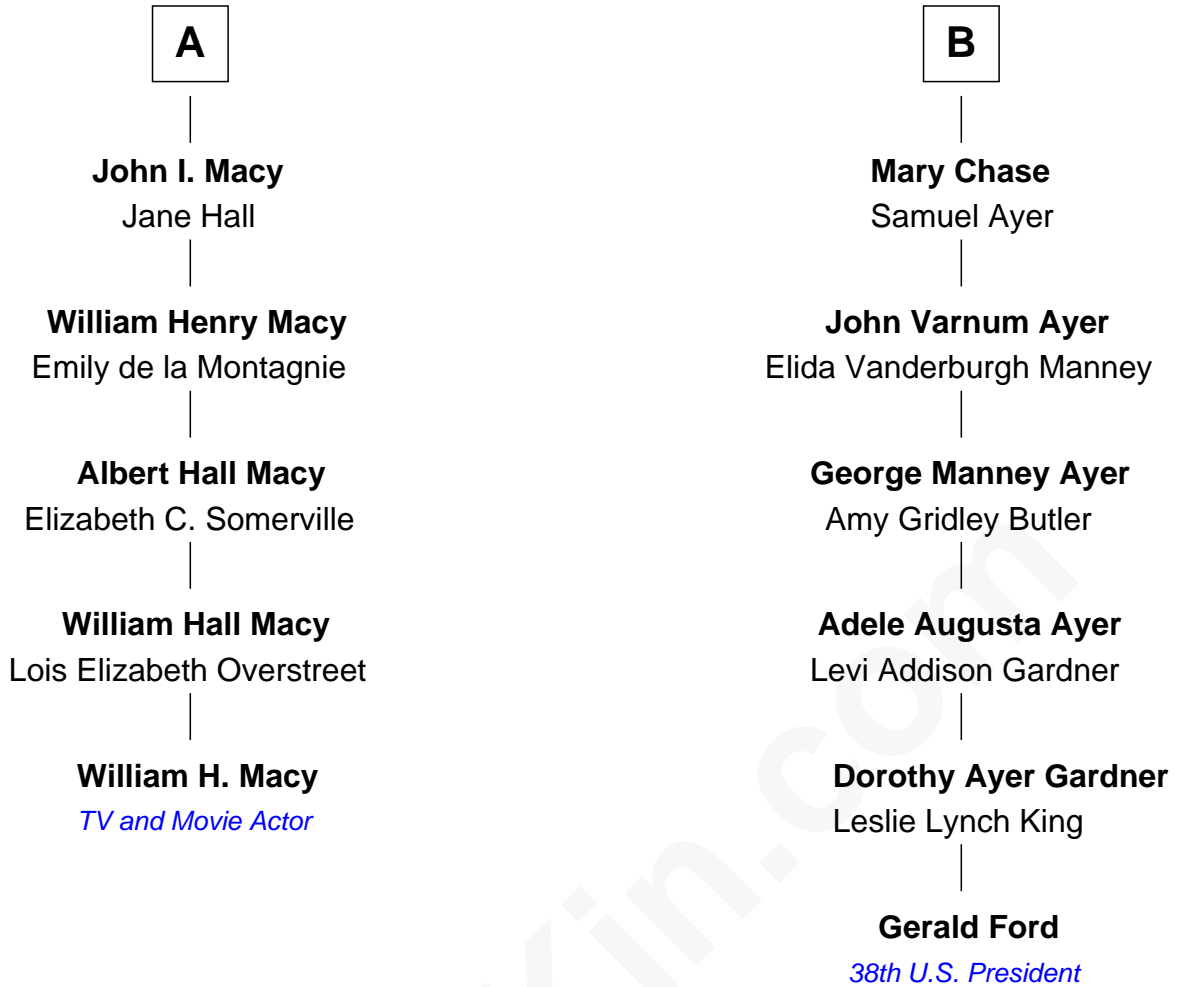 A
John I. Macy
Jane Hall
William Henry Macy
Emily de la Montagnie
Albert Hall Macy
Elizabeth C. Somerville
William Hall Macy
Lois Elizabeth Overstreet
William H. Macy
TV and Movie Actor
B
Mary Chase
Samuel Ayer
John Varnum Ayer
Elida Vanderburgh Manney
George Manney Ayer
Amy Gridley Butler
Adele Augusta Ayer
Levi Addison Gardner
Dorothy Ayer Gardner
Leslie Lynch King
Gerald Ford
38th U.S. President
Kin.com